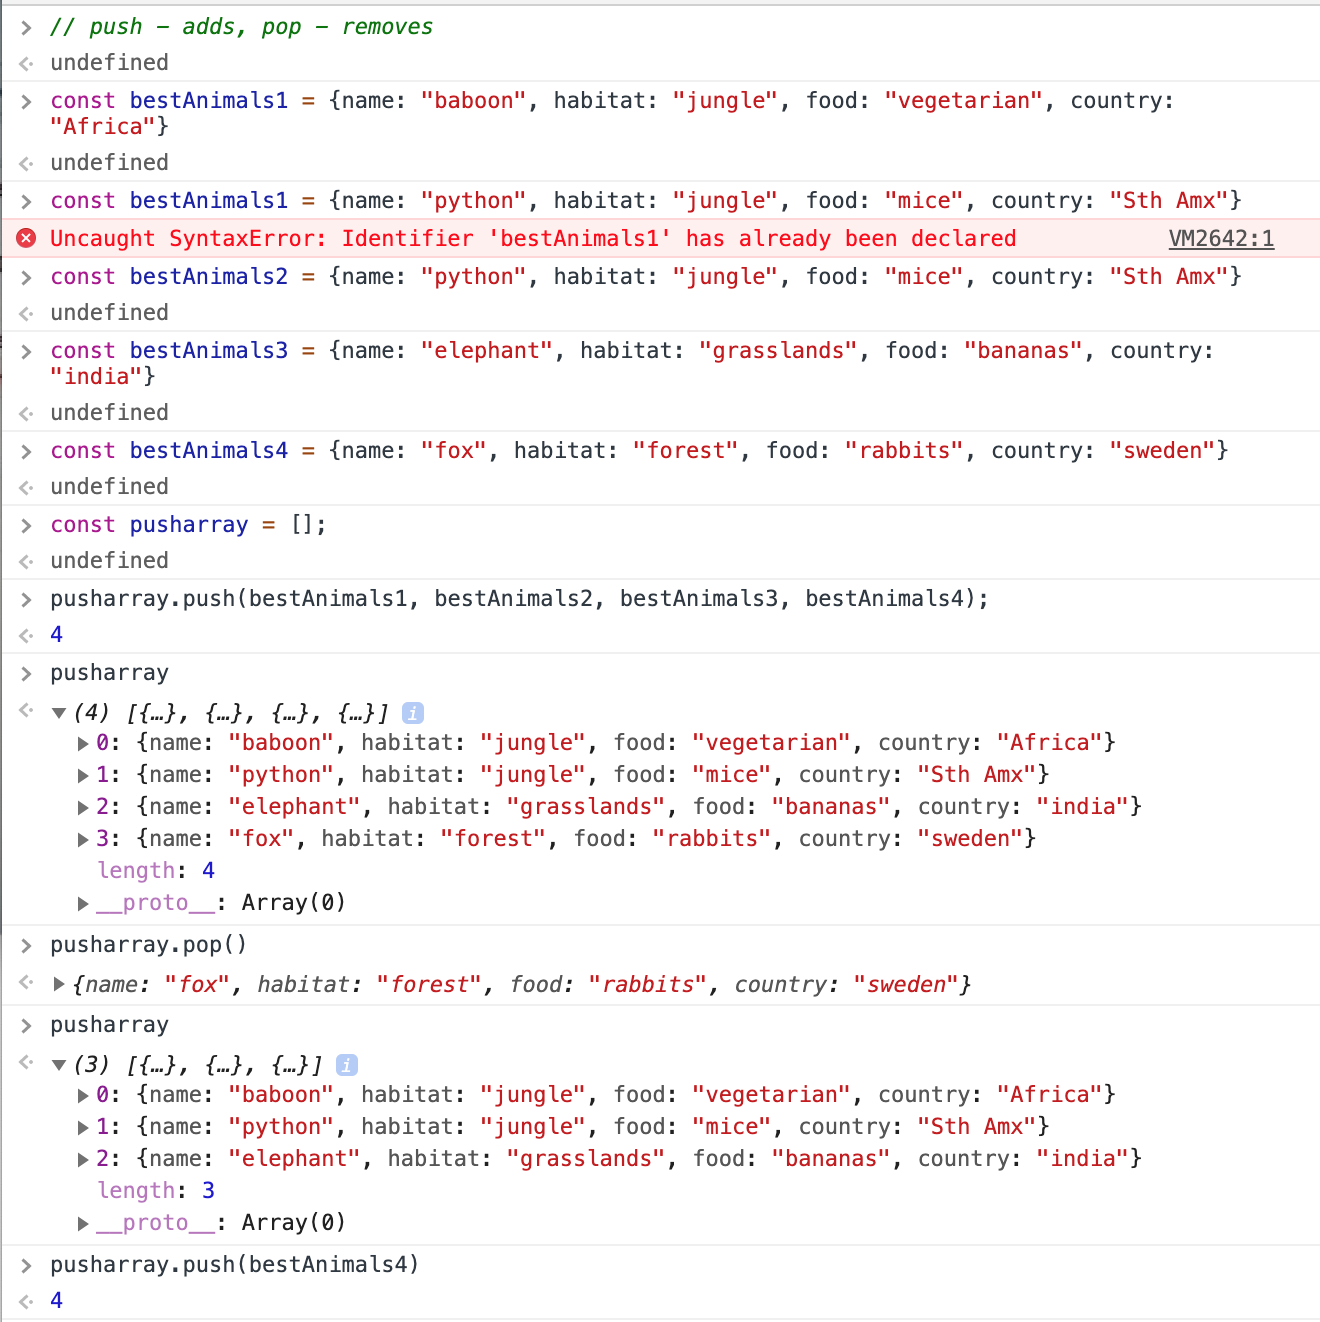 > // push – adds, pop – removes
<· undefined
> const bestAnimals1 = {name: "baboon", habitat: "jungle", food: "vegetarian", country:
"Africa"}
<· undefined
> const bestAnimals1 = {name: "python", habitat: "jungle", food: "mice", country: "Sth Amx"}
Uncaught SyntaxError: Identifier 'bestAnimals1' has already been declared VM2642:1
> const bestAnimals2 = {name: "python", habitat: "jungle", food: "mice", country: "Sth Amx"}
<· undefined
> const bestAnimals3 = {name: "elephant", habitat: "grasslands", food: "bananas", country:
"india"}
<· undefined
> const bestAnimals4 = {name: "fox", habitat: "forest", food: "rabbits", country: "sweden"}
<· undefined
> const pusharray = [];
<· undefined
> pusharray.push(bestAnimals1, bestAnimals2, bestAnimals3, bestAnimals4);
<· 4
> pusharray
<· ▼(4) [{…}, {…}, {…}, {…}] i
▶0: {name: "baboon", habitat: "jungle", food: "vegetarian", country: "Africa"}
▶1: {name: "python", habitat: "jungle", food: "mice", country: "Sth Amx"}
▶2: {name: "elephant", habitat: "grasslands", food: "bananas", country: "india"}
▶3: {name: "fox", habitat: "forest", food: "rabbits", country: "sweden"}
length: 4
▶__proto__: Array(0)
> pusharray.pop()
<· ▶{name: "fox", habitat: "forest", food: "rabbits", country: "sweden"}
> pusharray
<· ▼(3) [{…}, {…}, {…}] i
▶0: {name: "baboon", habitat: "jungle", food: "vegetarian", country: "Africa"}
▶1: {name: "python", habitat: "jungle", food: "mice", country: "Sth Amx"}
▶2: {name: "elephant", habitat: "grasslands", food: "bananas", country: "india"}
length: 3
▶__proto__: Array(0)
> pusharray.push(bestAnimals4)
<· 4